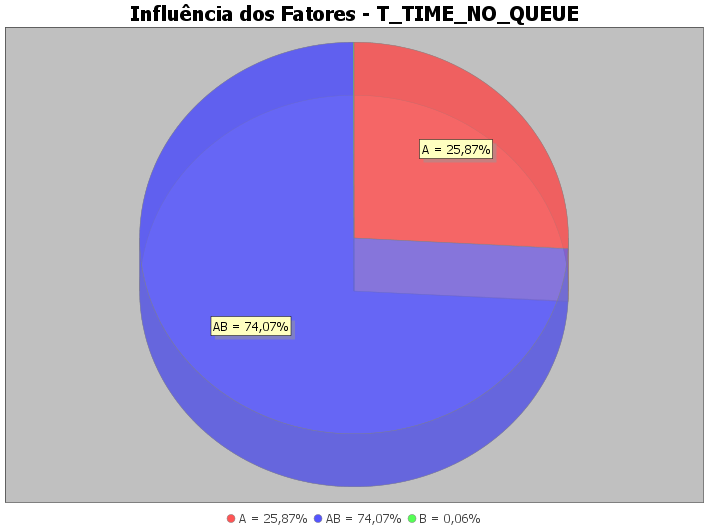 Influência dos Fatores - T_TIME_NO_QUEUE
A = 25,87%
AB = 74,07%
A = 25,87% AB = 74,07% B = 0,06%